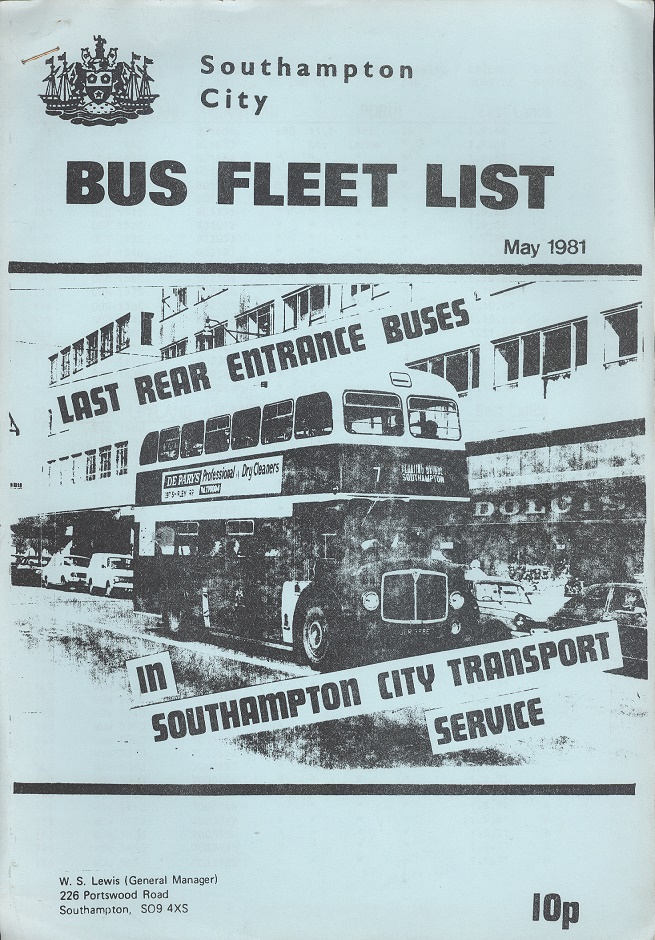 Southampton
City
BUS FLEET LIST
May 1981
LAST REAR ENTRANCE BUSES
DE PARYS Professional Dry Cleaners
7
SOUTHAMPTON
DOLCIS
IN
SOUTHAMPTON CITY TRANSPORT
SERVICE
W. S. Lewis (General Manager)
226 Portswood Road
Southampton, SO9 4XS
10p